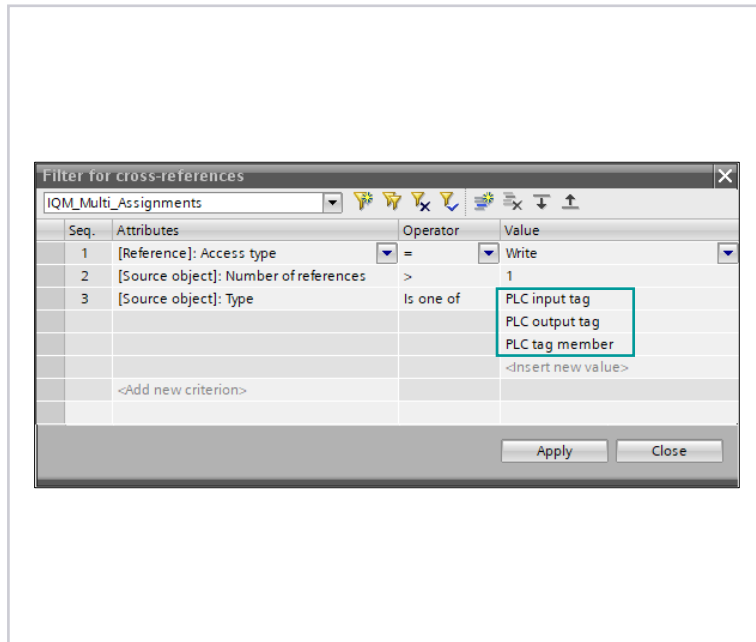 Filter for cross-references
IQM_Multi_Assignments
Seq. Attributes Operator Value
1 [Reference]: Access type = Write
2 [Source object]: Number of references > 1
3 [Source object]: Type Is one of PLC input tag
PLC output tag
PLC tag member
<Insert new value>
<Add new criterion>
Apply Close